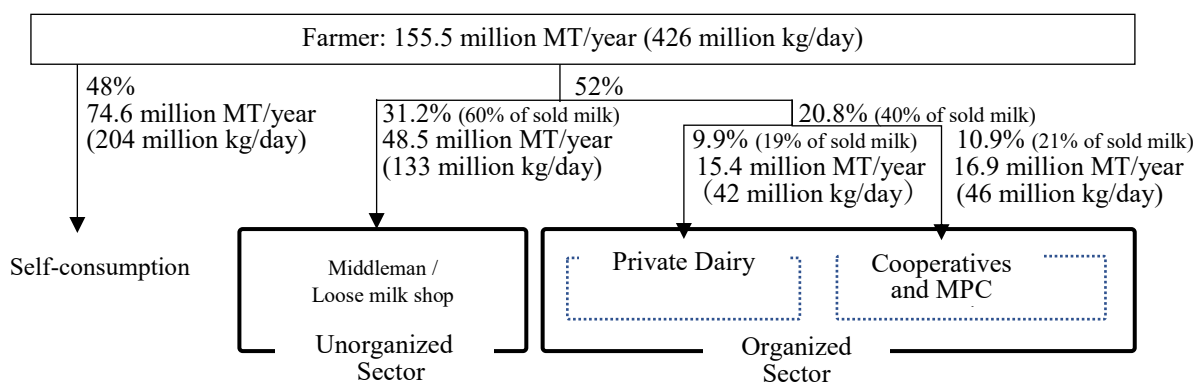 Farmer: 155.5 million MT/year (426 million kg/day)
48%
74.6 million MT/year
(204 million kg/day)
52%
31.2% (60% of sold milk)
48.5 million MT/year
(133 million kg/day)
20.8% (40% of sold milk)
9.9% (19% of sold milk)
15.4 million MT/year
(42 million kg/day)
10.9% (21% of sold milk)
16.9 million MT/year
(46 million kg/day)
Self-consumption
Middleman /
Loose milk shop
Unorganized
Sector
Private Dairy
Cooperatives
and MPC
Organized
Sector